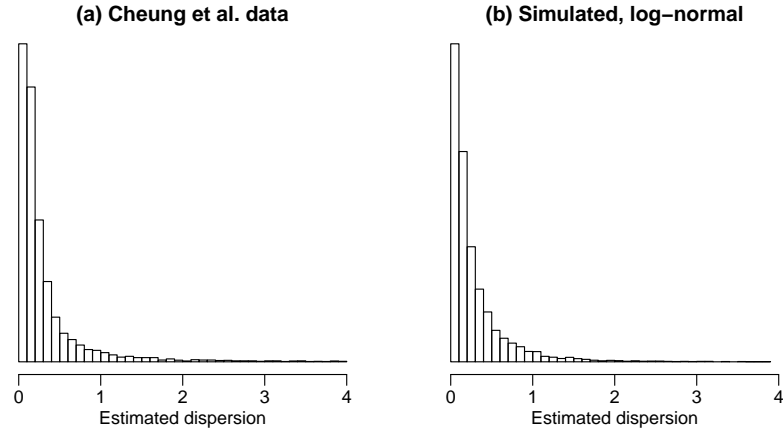 (a) Cheung et al. data
0 1 2 3 4
Estimated dispersion
(b) Simulated, log−normal
0 1 2 3 4
Estimated dispersion